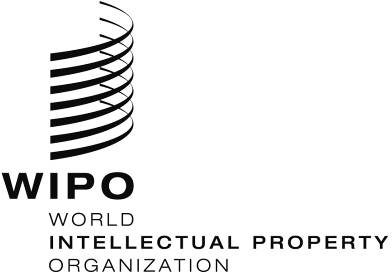 WIPO
WORLD
INTELLECTUAL PROPERTY
ORGANIZATION